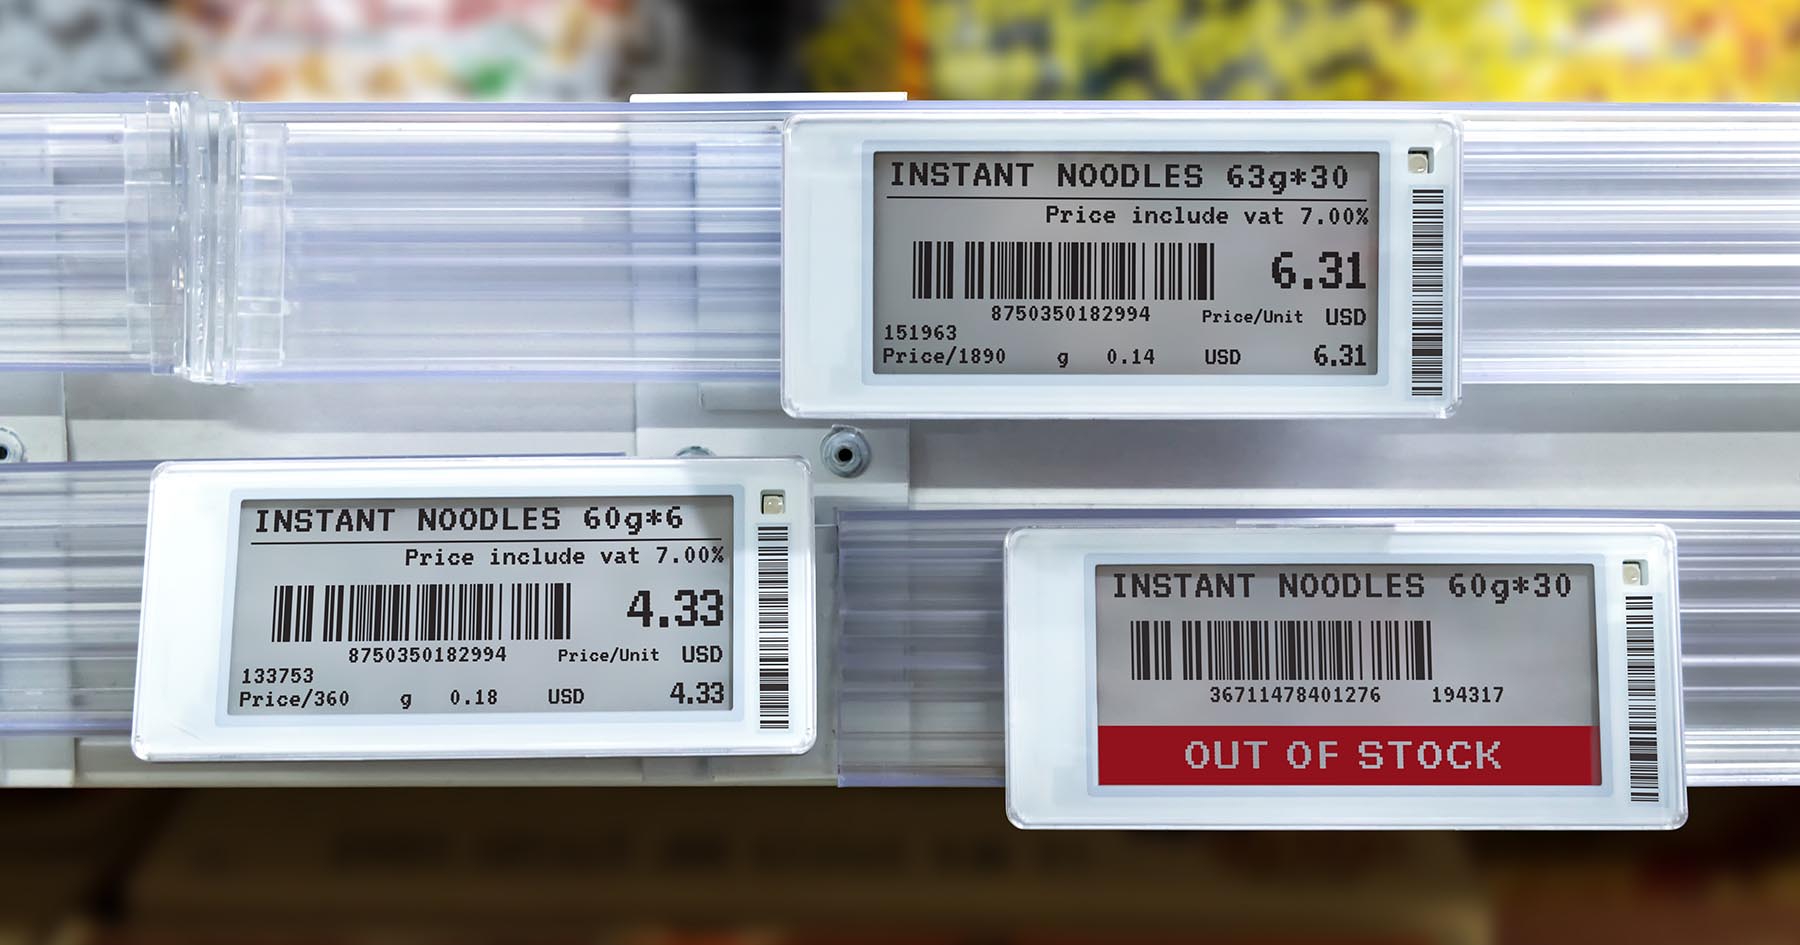 INSTANT NOODLES 63g*30
Price include vat 7.00%
6.31
8750350182994 Price/Unit USD
151963
Price/1890 g 0.14 USD 6.31
INSTANT NOODLES 60g*6
Price include vat 7.00%
4.33
8750350182994 Price/Unit USD
133753
Price/360 g 0.18 USD 4.33
INSTANT NOODLES 60g*30
36711478401276 194317
OUT OF STOCK